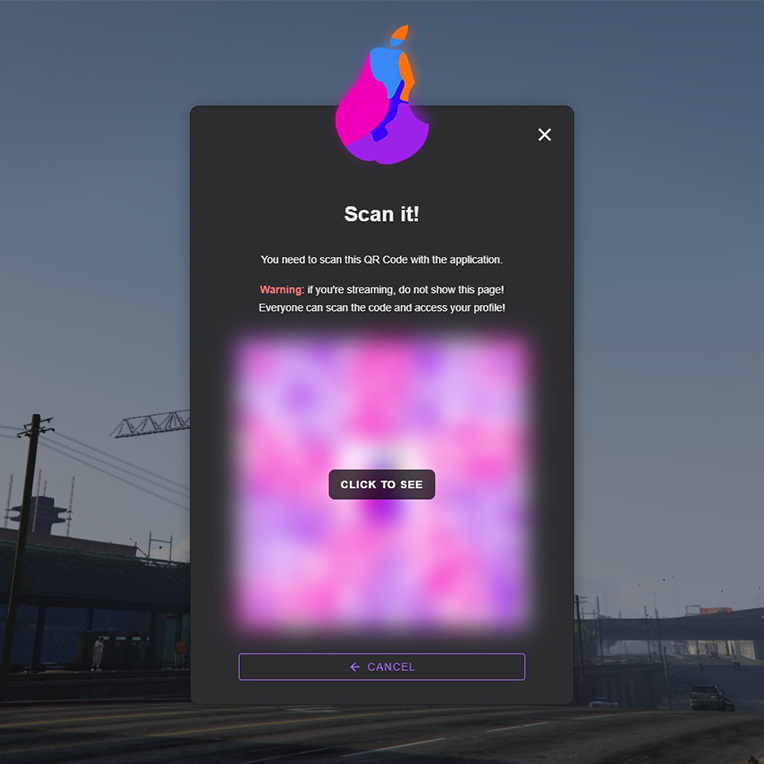 Scan it!
You need to scan this QR Code with the application.
Warning: if you're streaming, do not show this page!
Everyone can scan the code and access your profile!
CLICK TO SEE
CANCEL